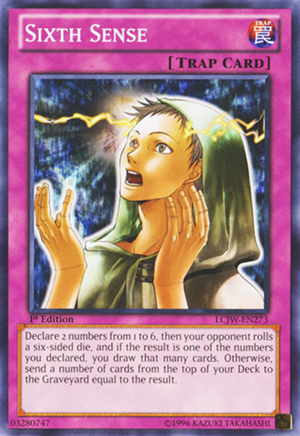 Sixth Sense
TRAP
罠
[Trap Card]
1st Edition
LCJW-EN273
Declare 2 numbers from 1 to 6, then your opponent rolls
a six-sided die, and if the result is one of the numbers
you declared, you draw that many cards. Otherwise,
send a number of cards from the top of your Deck to
the Graveyard equal to the result.
03280747
©1996 KAZUKI TAKAHASHI